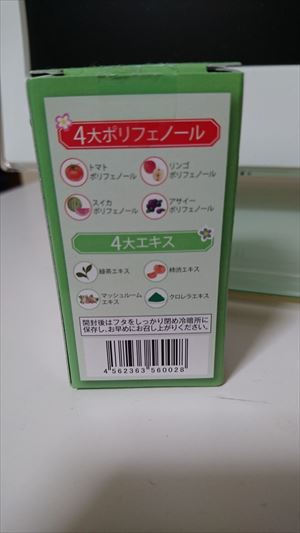 4大ポリフェノール
トマト
ポリフェノール
リンゴ
ポリフェノール
スイカ
ポリフェノール
アサイー
ポリフェノール
4大エキス
緑茶エキス
柿渋エキス
マッシュルーム
エキス
クロレラエキス
開封後はフタをしっかり閉め冷暗所に
保存し、お早めにお召し上がりください。
4 562363 560028